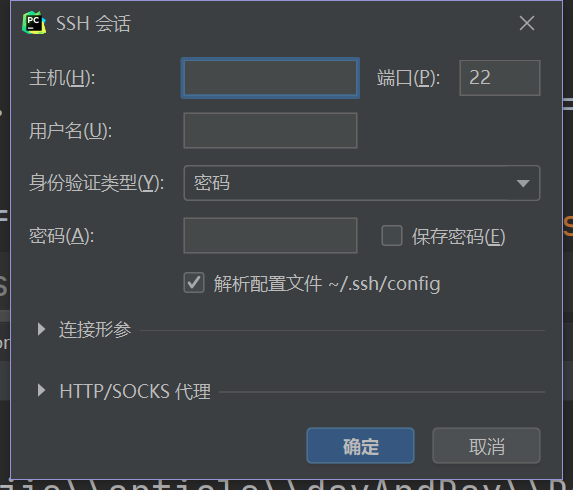 PC SSH 会话
主机(H): 端口(P): 22
用户名(U):
身份验证类型(Y): 密码
密码(A): 保存密码(E)
解析配置文件 ~/.ssh/config
连接形参
HTTP/SOCKS 代理
确定 取消